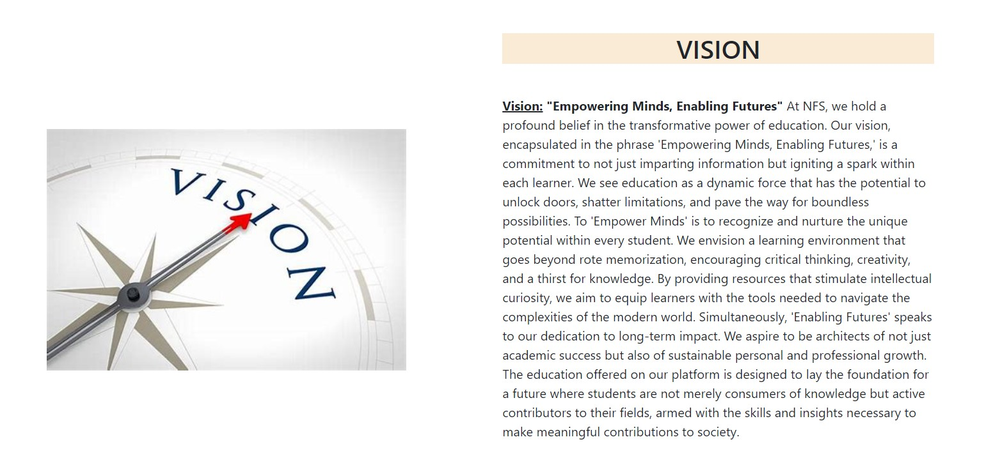 VISION
VISION
Vision: "Empowering Minds, Enabling Futures" At NFS, we hold a
profound belief in the transformative power of education. Our vision,
encapsulated in the phrase 'Empowering Minds, Enabling Futures,' is a
commitment to not just imparting information but igniting a spark within
each learner. We see education as a dynamic force that has the potential to
unlock doors, shatter limitations, and pave the way for boundless
possibilities. To 'Empower Minds' is to recognize and nurture the unique
potential within every student. We envision a learning environment that
goes beyond rote memorization, encouraging critical thinking, creativity,
and a thirst for knowledge. By providing resources that stimulate intellectual
curiosity, we aim to equip learners with the tools needed to navigate the
complexities of the modern world. Simultaneously, 'Enabling Futures' speaks
to our dedication to long-term impact. We aspire to be architects of not just
academic success but also of sustainable personal and professional growth.
The education offered on our platform is designed to lay the foundation for
a future where students are not merely consumers of knowledge but active
contributors to their fields, armed with the skills and insights necessary to
make meaningful contributions to society.